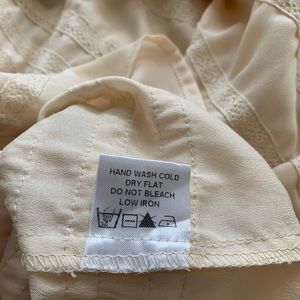 HAND WASH COLD
DRY FLAT
DO NOT BLEACH
LOW IRON